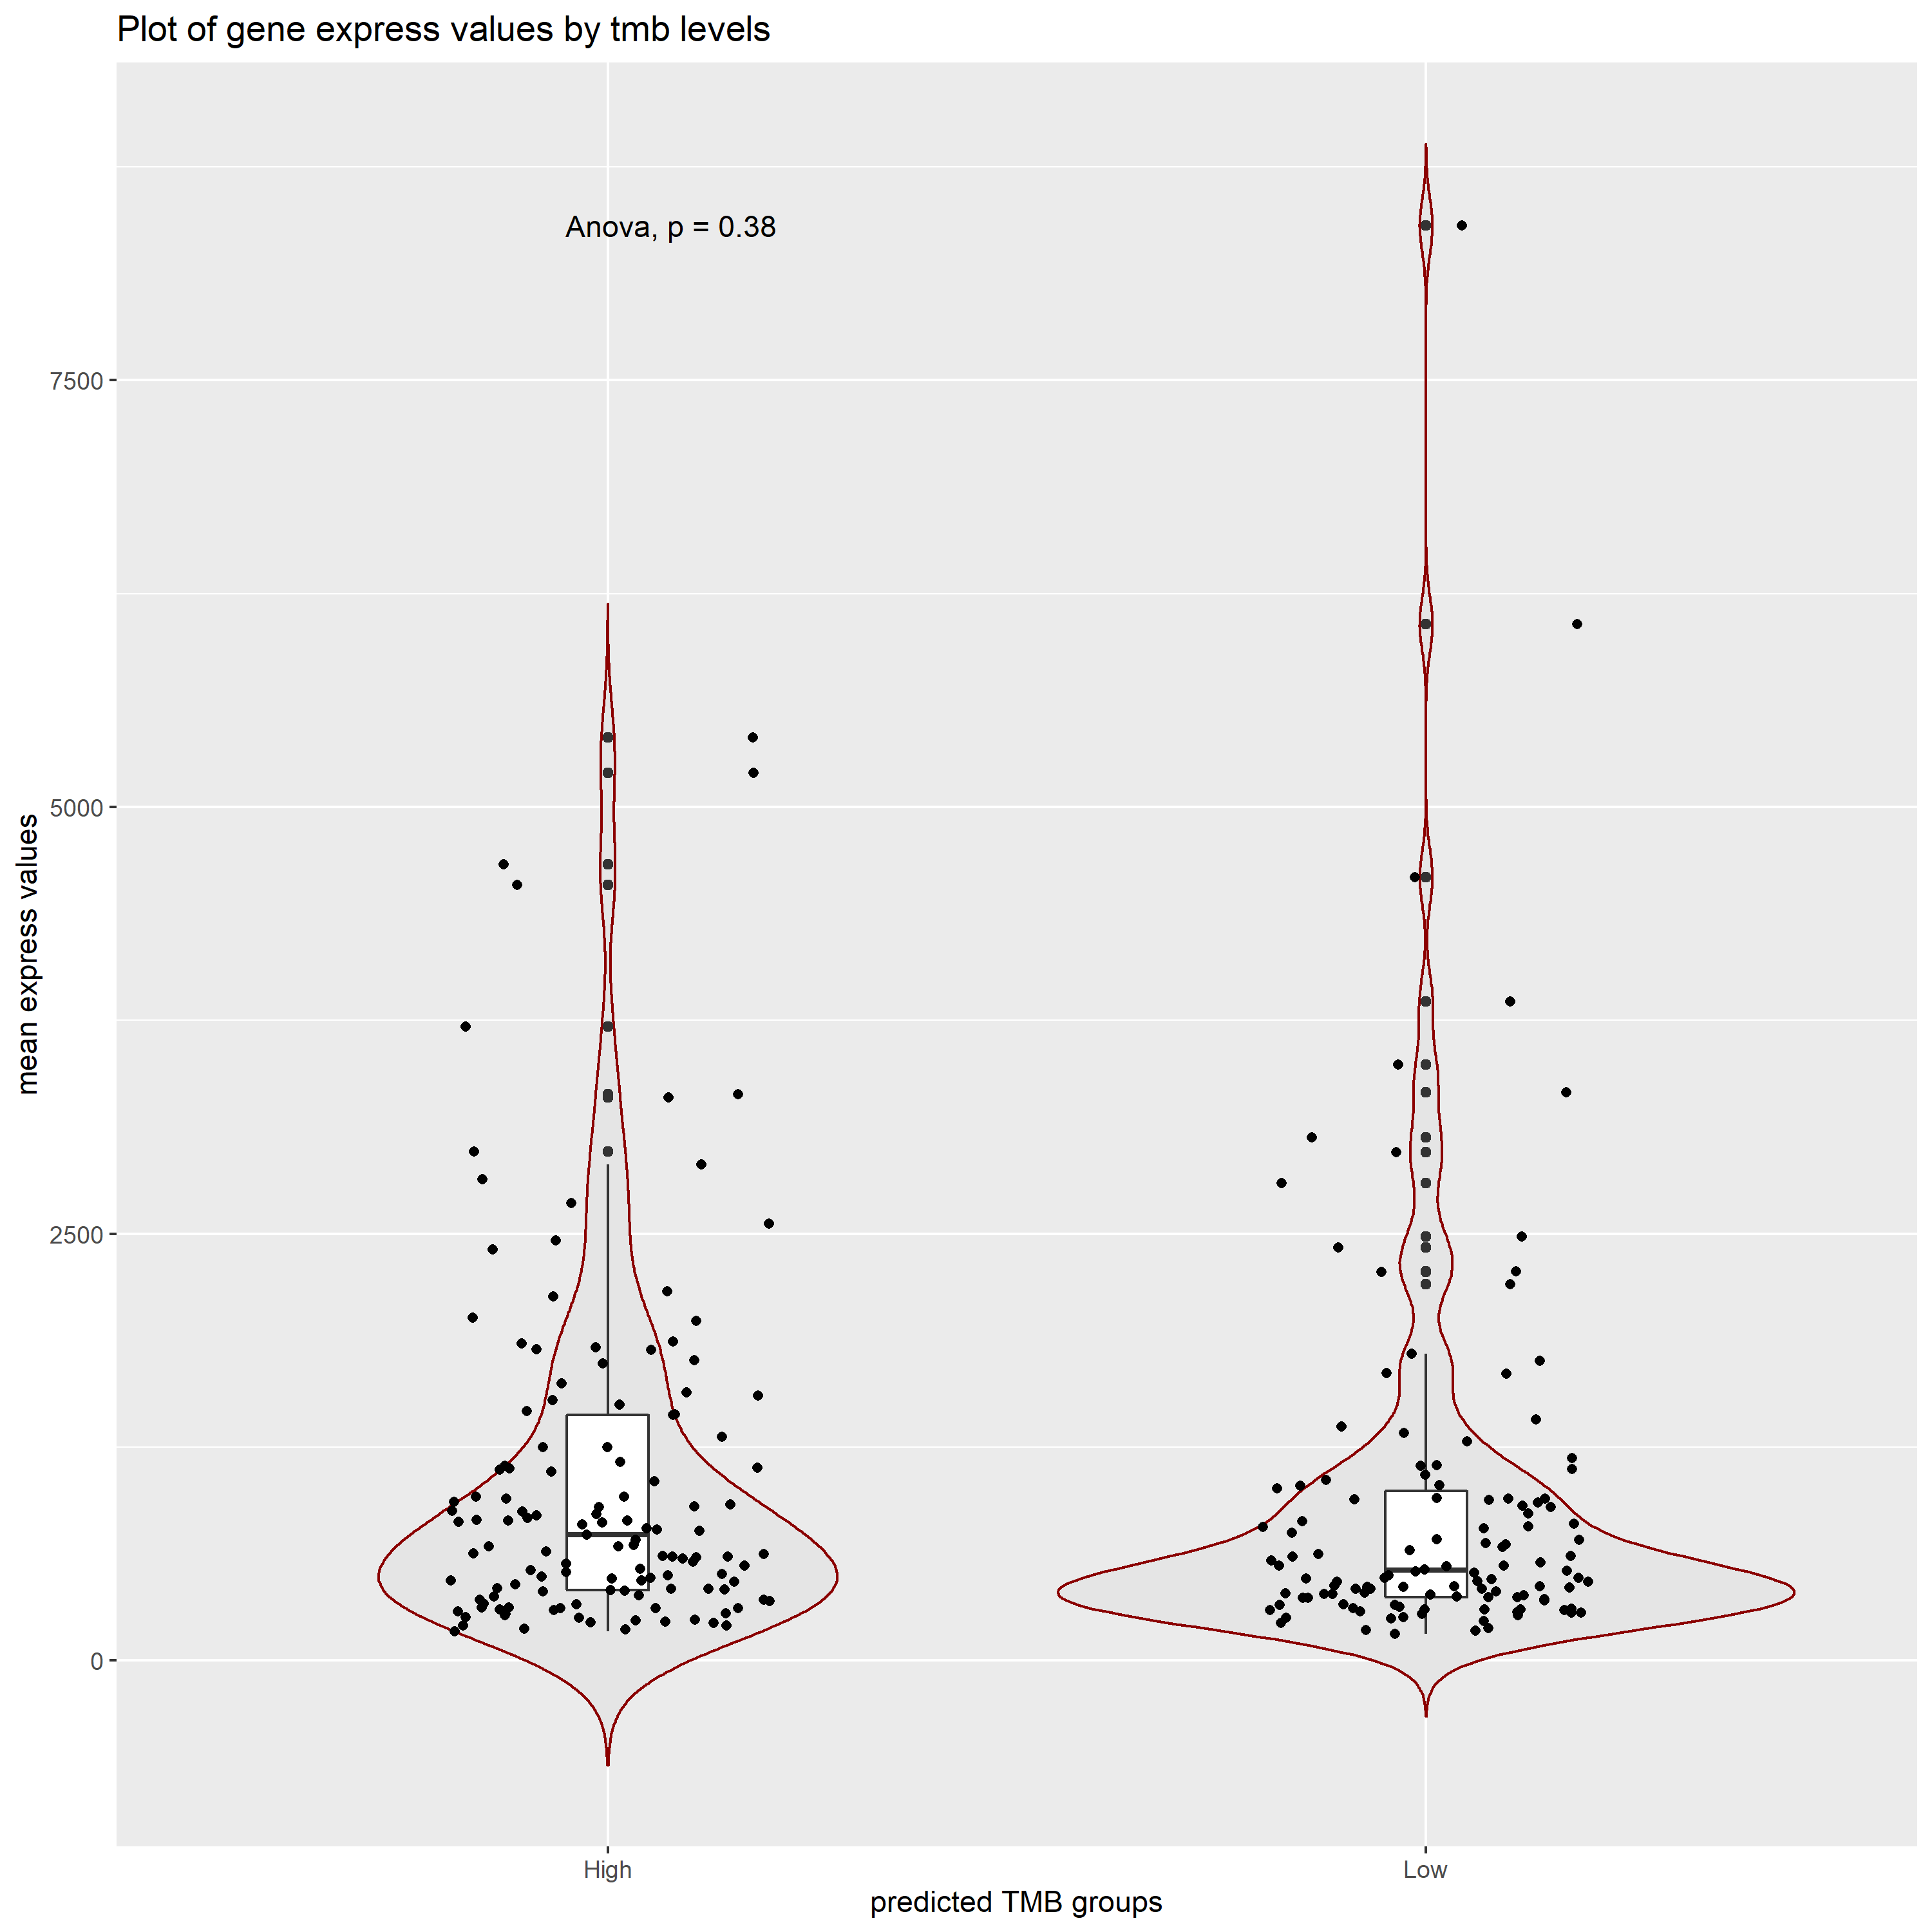 Plot of gene express values by tmb levels
Anova, p = 0.38
mean express values
7500
5000
2500
0
High
Low
predicted TMB groups